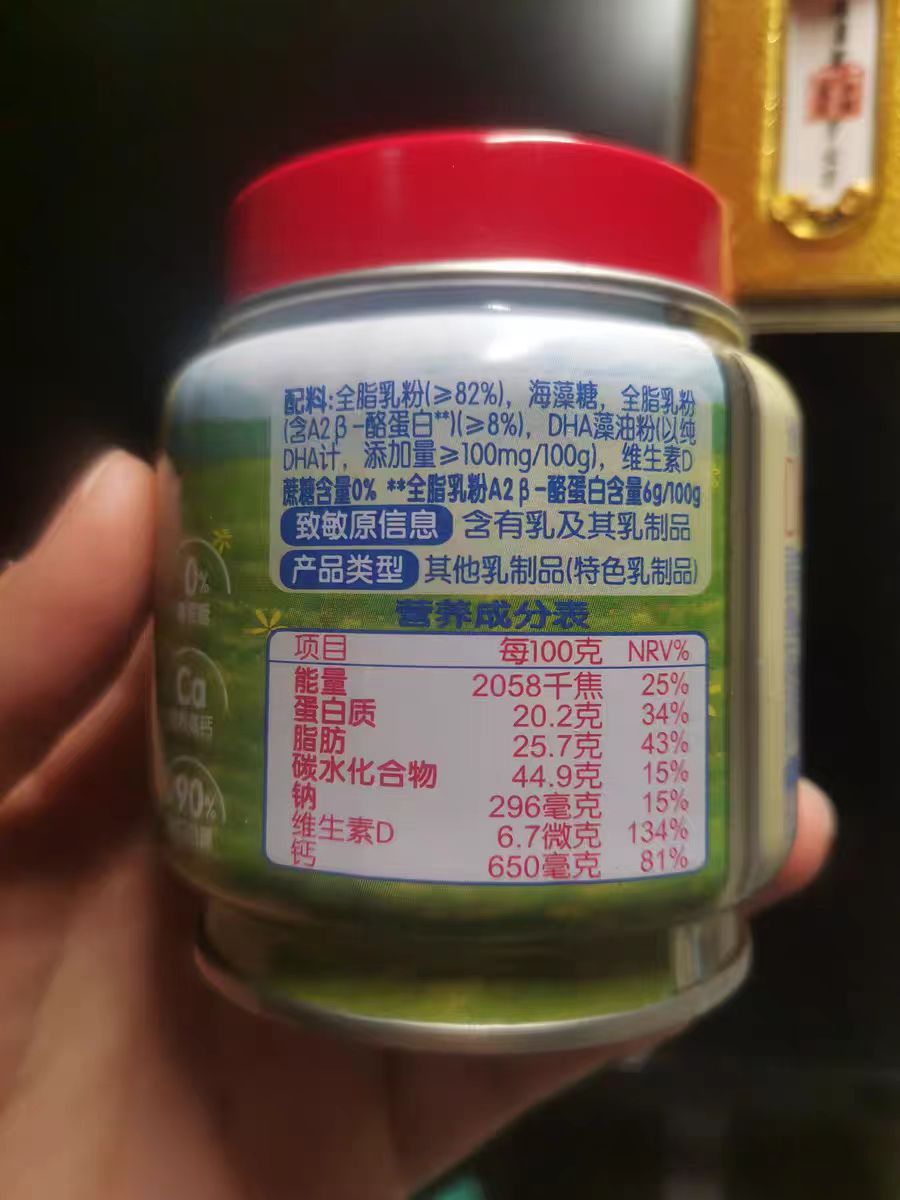 配料:全脂乳粉(≥82%),海藻糖,全脂乳粉
(含A2β-酪蛋白**)(≥8%),DHA藻油粉(以纯
DHA计,添加量≥100mg/100g),维生素D
蔗糖含量0% **全脂乳粉A2β-酪蛋白含量6g/100g
致敏原信息 含有乳及其乳制品
产品类型 其他乳制品(特色乳制品)
营养成分表
项目 每100克 NRV%
能量 2058千焦 25%
蛋白质 20.2克 34%
脂肪 25.7克 43%
碳水化合物 44.9克 15%
钠 296毫克 15%
维生素D 6.7微克 134%
钙 650毫克 81%
0%
Ca
90%